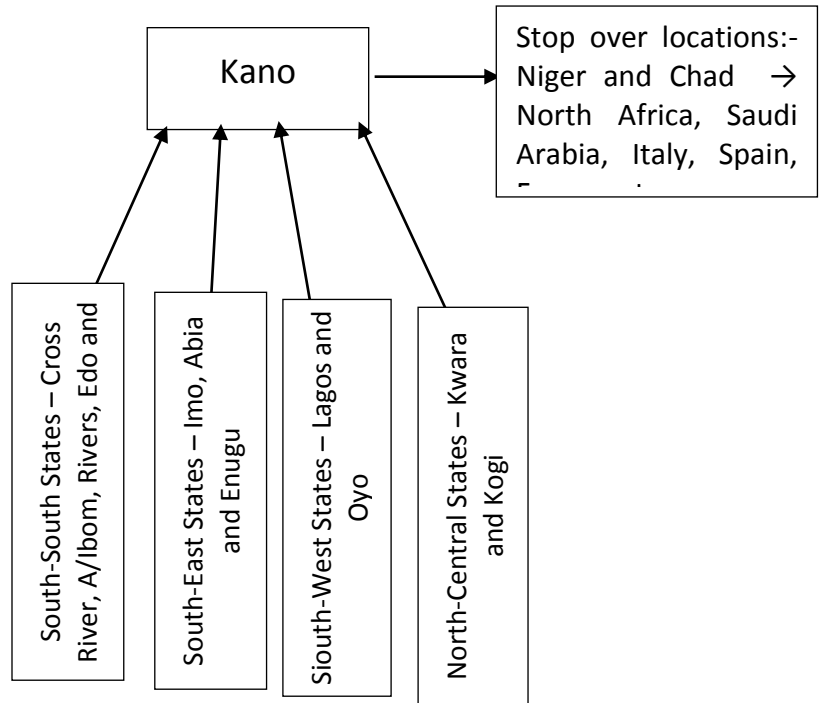 Kano
Stop over locations:-
Niger and Chad →
North Africa, Saudi
Arabia, Italy, Spain,
South-South States – Cross
River, A/Ibom, Rivers, Edo and
South-East States – Imo, Abia
and Enugu
Siouth-West States – Lagos and
Oyo
North-Central States – Kwara
and Kogi